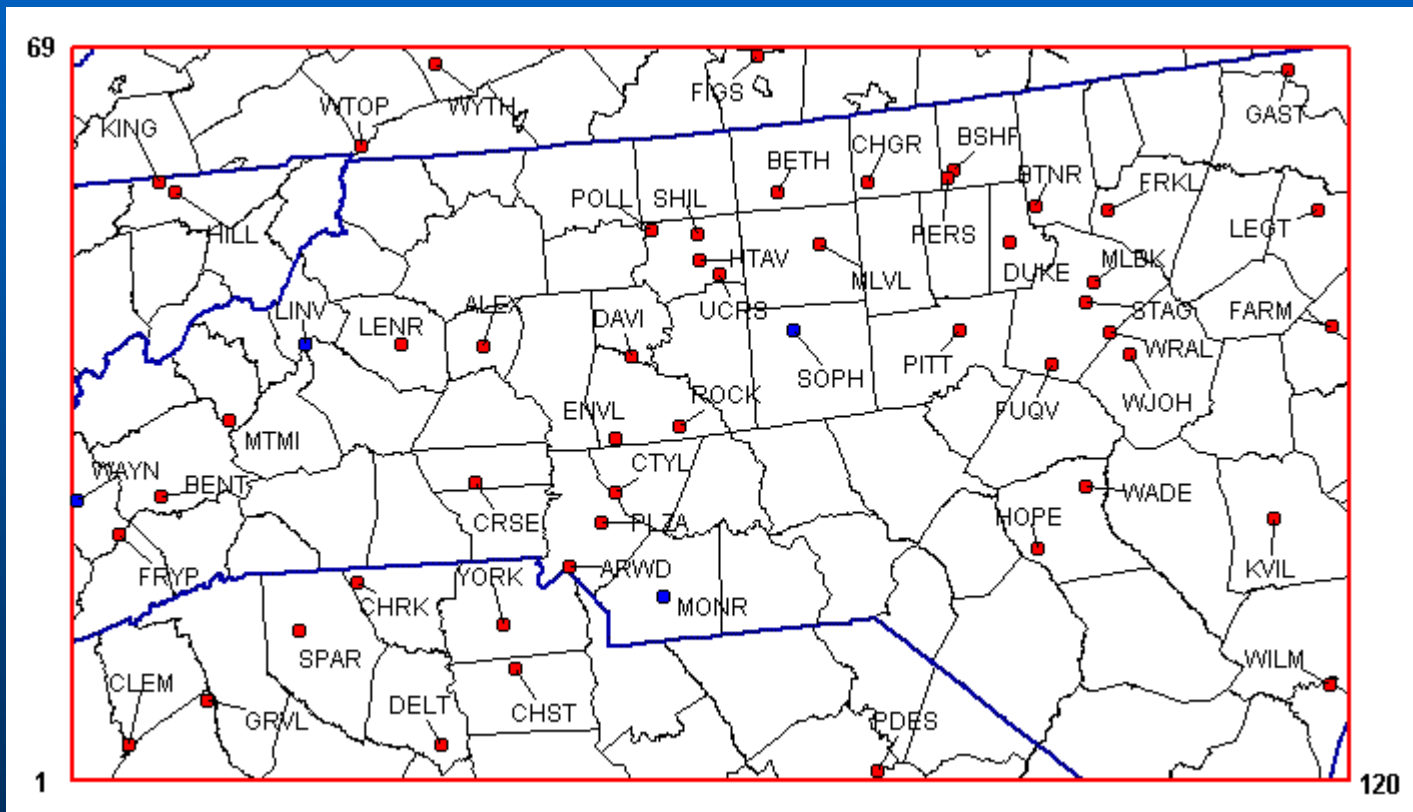 69
WTOP
WYTH
FIGS
GAST
KING
BETH
CHGR
BSHF
BTNR
FRKL
HILL
POLL
SHIL
PERS
LEGT
HTAV
MLVL
DUKE
MLBK
LINV
LENR
ALEX
DAVI
UCRS
STAG
FARM
SOPH
PITT
WRAL
ENVL
ROCK
FUQV
WJOH
MTMI
WAYN
BENT
CTYL
WADE
CRSE
PLZA
HOPE
FRYP
CHRK
YORK
ARWD
KVIL
MONR
SPAR
CLEM
WILM
GRVL
DELT
CHST
PDES
1
120